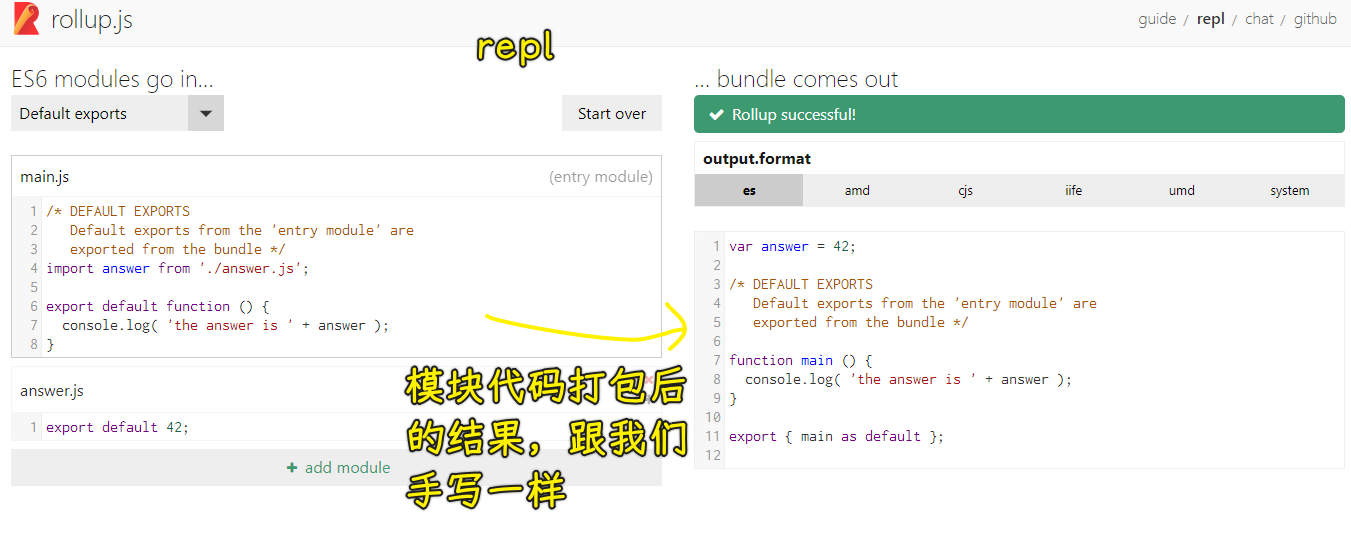 rollup.js
guide / repl / chat / github
repl
ES6 modules go in...
Default exports
Start over
main.js
(entry module)
1 /* DEFAULT EXPORTS
2 Default exports from the 'entry module' are
3 exported from the bundle */
4 import answer from './answer.js';
5
6 export default function () {
7 console.log( 'the answer is ' + answer );
8 }
answer.js
1 export default 42;
+ add module
模块代码打包后
的结果，跟我们
手写一样
... bundle comes out
Rollup successful!
output.format
es amd cjs iife umd system
1 var answer = 42;
2
3 /* DEFAULT EXPORTS
4 Default exports from the 'entry module' are
5 exported from the bundle */
6
7 function main () {
8 console.log( 'the answer is ' + answer );
9 }
10
11 export { main as default };
12